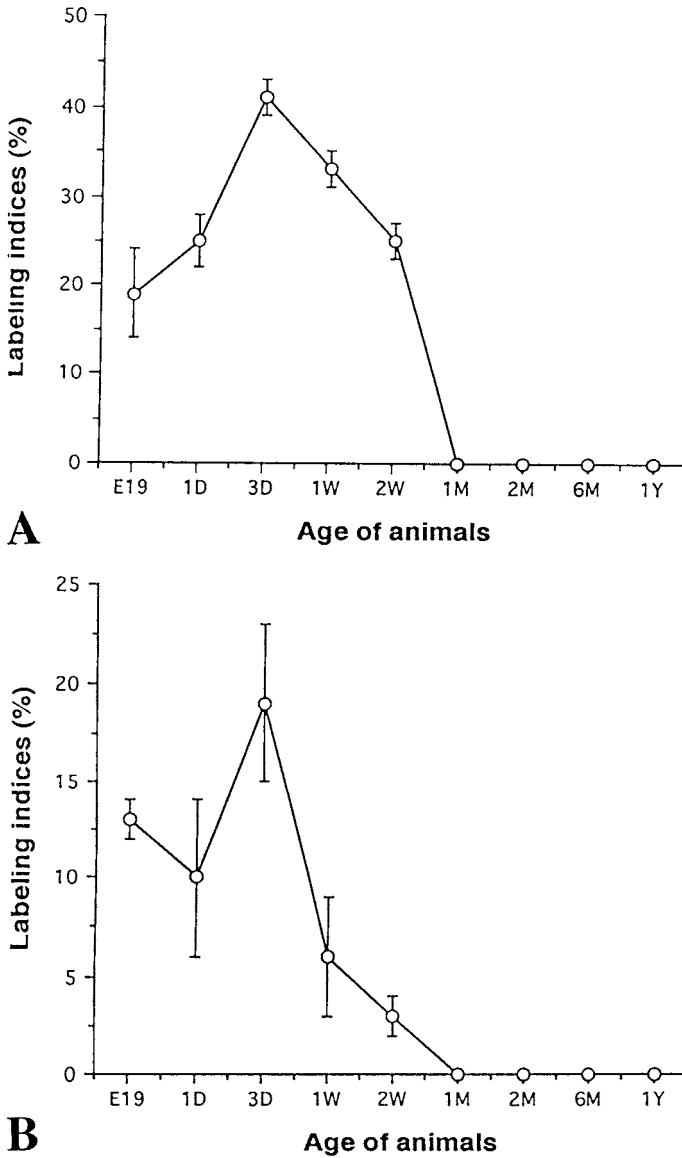 50
40
30
20
10
0
Labeling indices (%)
E19 1D 3D 1W 2W 1M 2M 6M 1Y
Age of animals
A
25
20
15
10
5
0
Labeling indices (%)
E19 1D 3D 1W 2W 1M 2M 6M 1Y
Age of animals
B